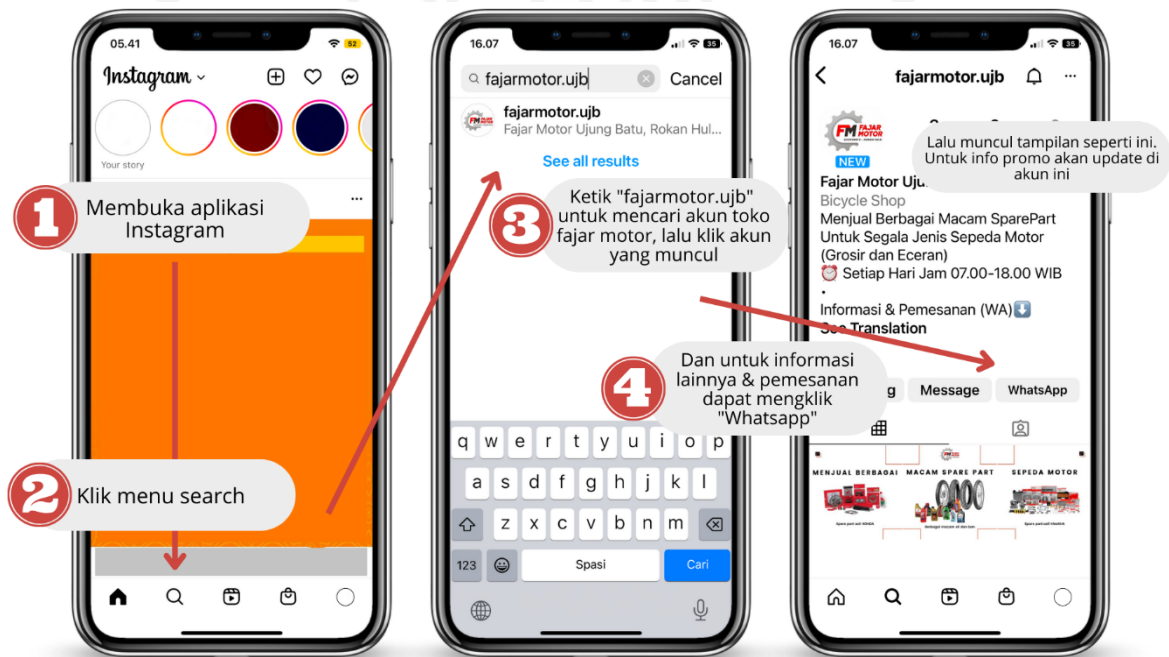 05.41
52
Instagram
Your story
1
Membuka aplikasi
Instagram
2
Klik menu search
16.07
35
fajarmotor.ujb
Cancel
fajarmotor.ujb
Fajar Motor Ujung Batu, Rokan Hul...
See all results
3
Ketik "fajarmotor.ujb"
untuk mencari akun toko
fajar motor, lalu klik akun
yang muncul
4
Dan untuk informasi
lainnya & pemesanan
dapat mengklik
"Whatsapp"
q w e r t y u i o p
a s d f g h j k l
z x c v b n m
123
Spasi
Cari
16.07
35
fajarmotor.ujb
FM FAJAR
MOTOR
NEW
Lalu muncul tampilan seperti ini.
Untuk info promo akan update di
akun ini
Fajar Motor Uju
Bicycle Shop
Menjual Berbagai Macam SparePart
Untuk Segala Jenis Sepeda Motor
(Grosir dan Eceran)
Setiap Hari Jam 07.00-18.00 WIB
.
Informasi & Pemesanan (WA)
See Translation
g
Message
WhatsApp
MENJUAL BERBAGAI MACAM SPARE PART SEPEDA MOTOR